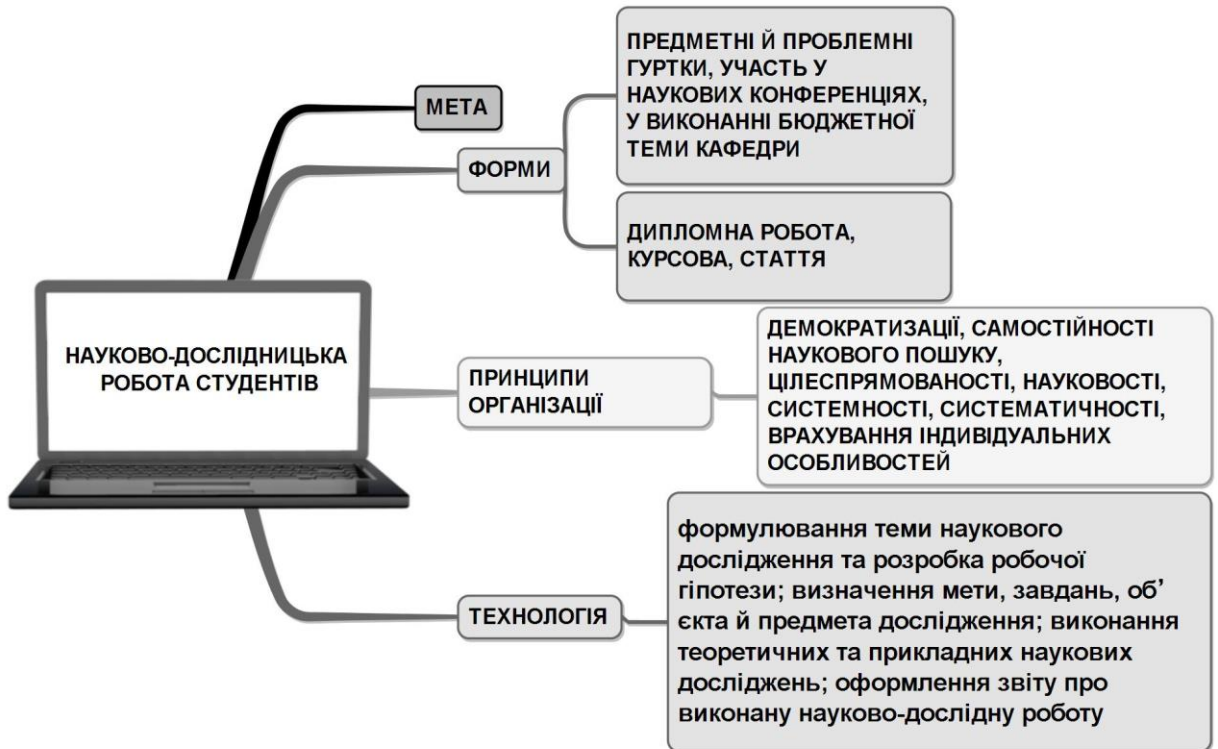 НАУКОВО-ДОСЛІДНИЦЬКА
РОБОТА СТУДЕНТІВ
МЕТА
ФОРМИ
ПРЕДМЕТНІ Й ПРОБЛЕМНІ
ГУРТКИ, УЧАСТЬ У
НАУКОВИХ КОНФЕРЕНЦІЯХ,
У ВИКОНАННІ БЮДЖЕТНОЇ
ТЕМИ КАФЕДРИ
ДИПЛОМНА РОБОТА,
КУРСОВА, СТАТТЯ
ПРИНЦИПИ
ОРГАНІЗАЦІЇ
ДЕМОКРАТИЗАЦІЇ, САМОСТІЙНОСТІ
НАУКОВОГО ПОШУКУ,
ЦІЛЕСПРЯМОВАНОСТІ, НАУКОВОСТІ,
СИСТЕМНОСТІ, СИСТЕМАТИЧНОСТІ,
ВРАХУВАННЯ ІНДИВІДУАЛЬНИХ
ОСОБЛИВОСТЕЙ
ТЕХНОЛОГІЯ
формулювання теми наукового
дослідження та розробка робочої
гіпотези; визначення мети, завдань, об’
єкта й предмета дослідження; виконання
теоретичних та прикладних наукових
досліджень; оформлення звіту про
виконану науково-дослідну роботу